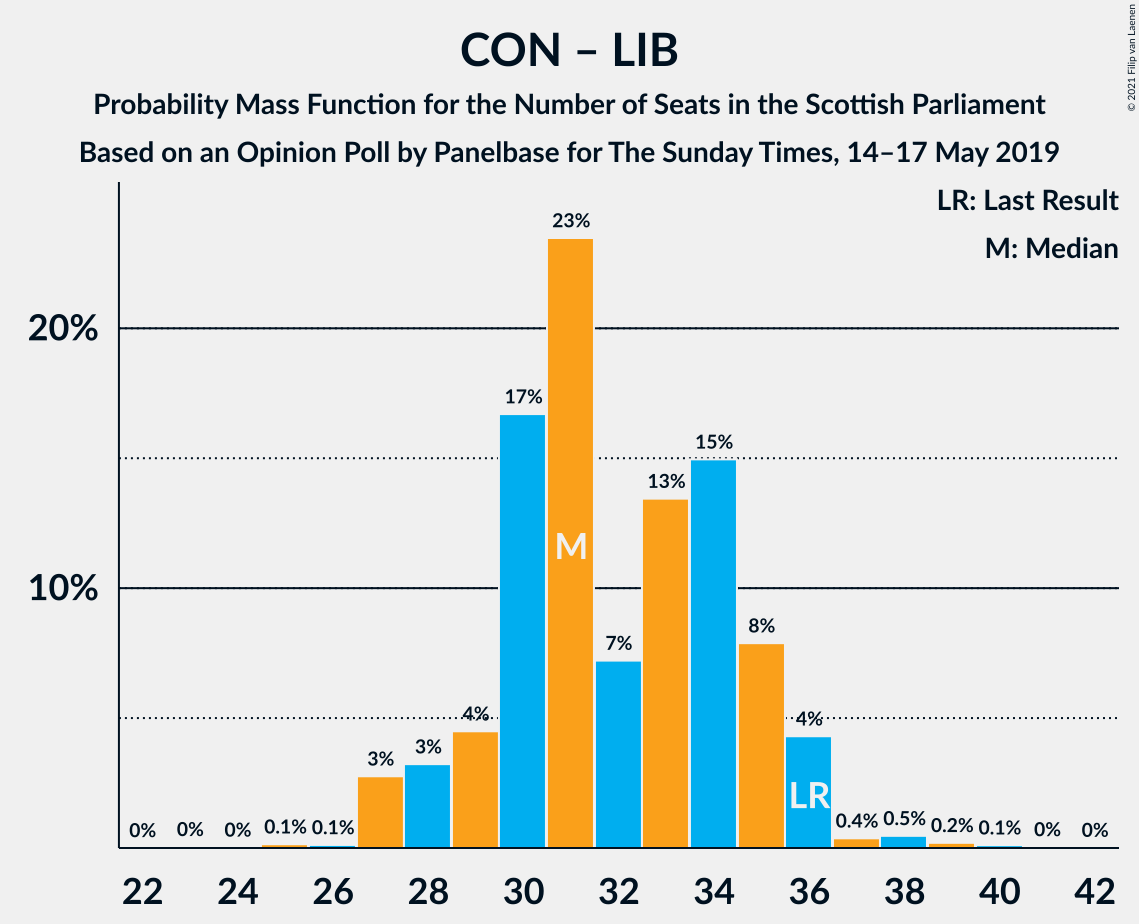 CON – LIB
Probability Mass Function for the Number of Seats in the Scottish Parliament
Based on an Opinion Poll by Panelbase for The Sunday Times, 14–17 May 2019
© 2021 Filip van Laenen
LR: Last Result
M: Median
20%
10%
0% 0% 0% 0.1% 0.1% 3% 3% 4% 17% 23% 7% 13% 15% 8% 4% 0.4% 0.5% 0.2% 0.1% 0% 0%
M
LR
22 24 26 28 30 32 34 36 38 40 42